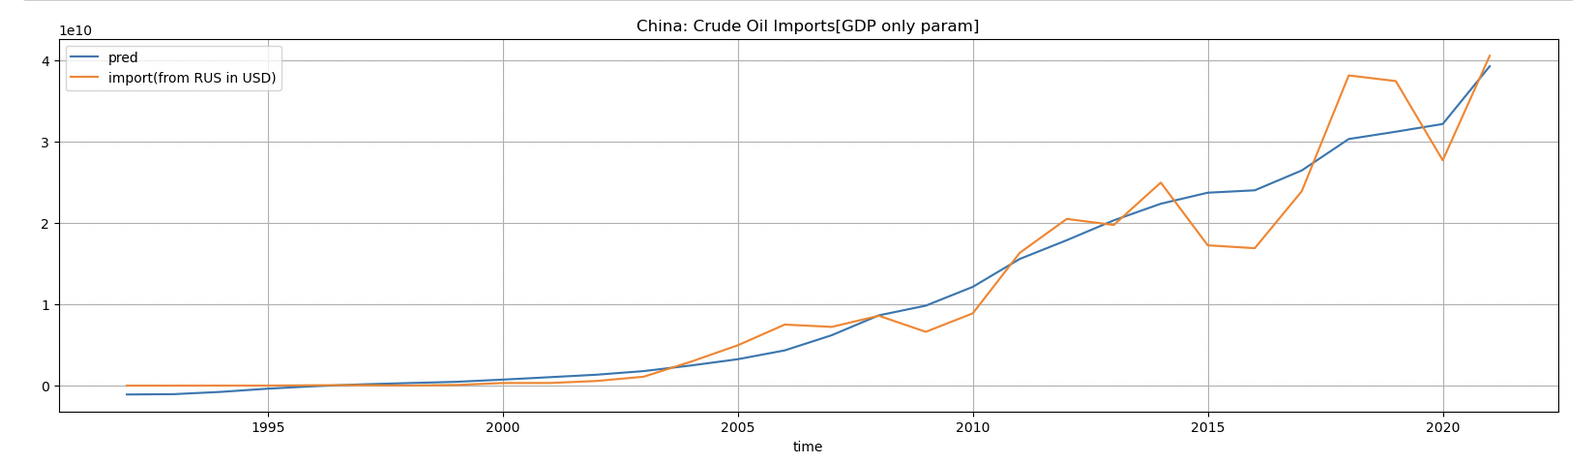 China: Crude Oil Imports[GDP only param]
1e10
pred
import(from RUS in USD)
4
3
2
1
0
1995 2000 2005 2010 2015 2020
time